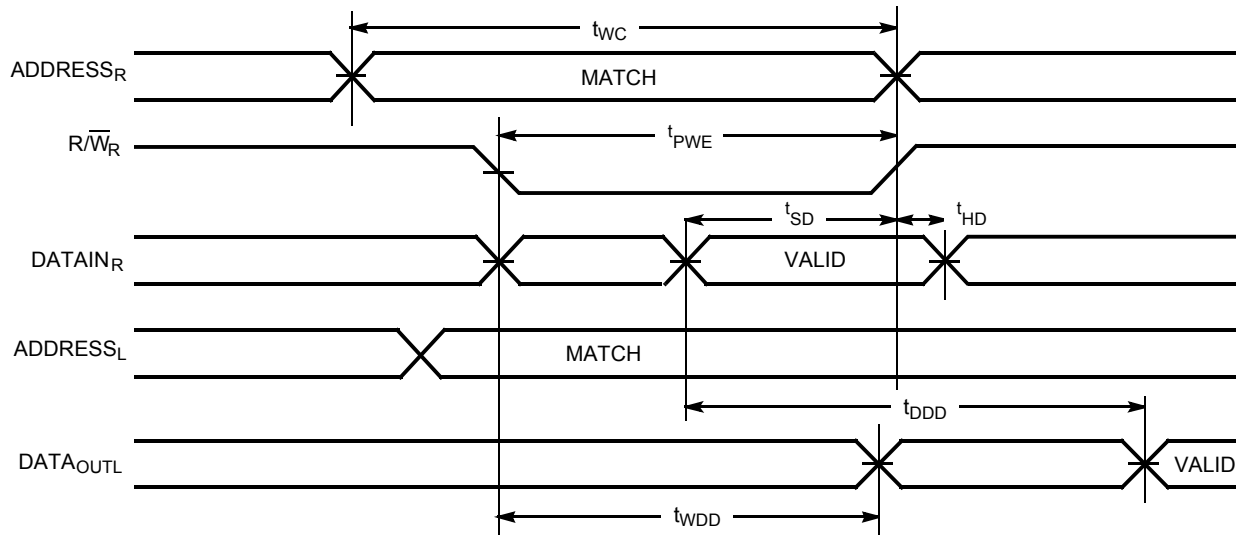 tWC
ADDRESSR
MATCH
R/W̅R
tPWE
tSD
tHD
DATAINR
VALID
ADDRESSL
MATCH
tDDD
DATAOUTL
VALID
tWDD